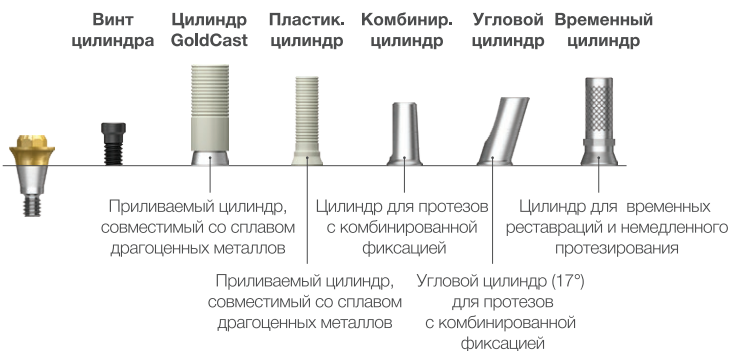 Винт
цилиндра
Цилиндр
GoldCast
Пластик.
цилиндр
Комбинир.
цилиндр
Угловой
цилиндр
Временный
цилиндр
Приливаемый цилиндр,
совместимый со сплавом
драгоценных металлов
Цилиндр для протезов
с комбинированной
фиксацией
Цилиндр для временных
реставраций и немедленного
протезирования
Приливаемый цилиндр,
совместимый со сплавом
драгоценных металлов
Угловой цилиндр (17°)
для протезов
с комбинированной
фиксацией